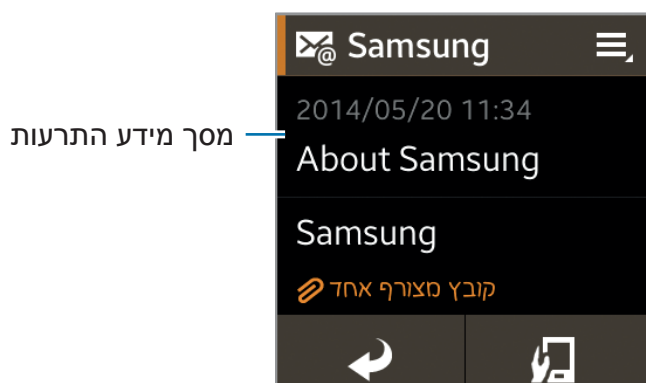 Samsung
2014/05/20 11:34
מסך מידע התרעות
About Samsung
Samsung
קובץ מצורף אחד